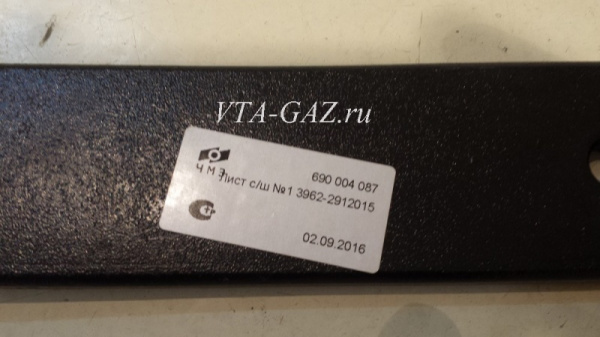 VTA-GAZ.ru
690 004 087
ЧМЗ
Лист с/ш №1 3962-2912015
02.09.2016